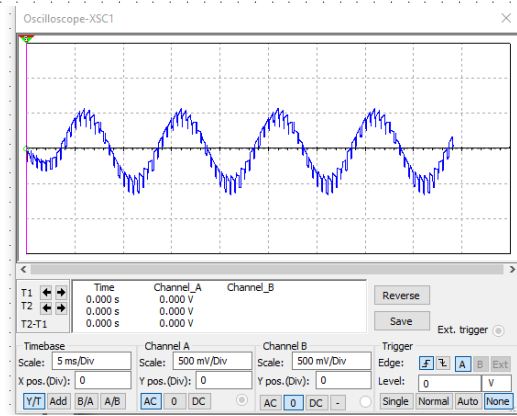 Oscilloscope-XSC1
Time Channel_A Channel_B
T1 0.000 s 0.000 V
T2 0.000 s 0.000 V
T2-T1 0.000 s 0.000 V
Reverse
Save
Ext. trigger
Timebase
Scale: 5 ms/Div
X pos.(Div): 0
Y/T Add B/A A/B
Channel A
Scale: 500 mV/Div
Y pos.(Div): 0
AC 0 DC
Channel B
Scale: 500 mV/Div
Y pos.(Div): 0
AC 0 DC -
Trigger
Edge: A B Ext
Level: 0 V
Single Normal Auto None